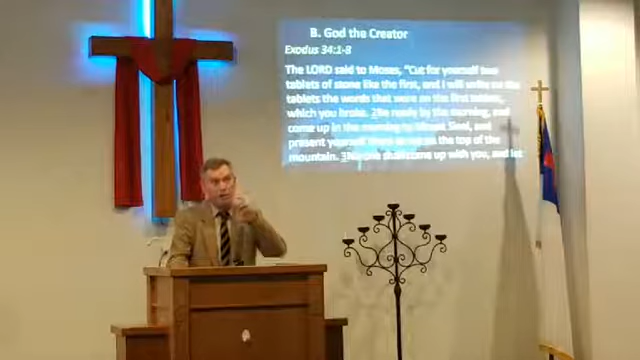 B. God the Creator
Exodus 34:1-8
The LORD said to Moses, "Cut for yourself two
tablets of stone like the first, and I will write on the
tablets the words that were on the first tablets,
which you broke. 2Be ready by the morning, and
come up in the morning to Mount Sinai, and
present yourself there to me on the top of the
mountain. 3No one shall come up with you, and let